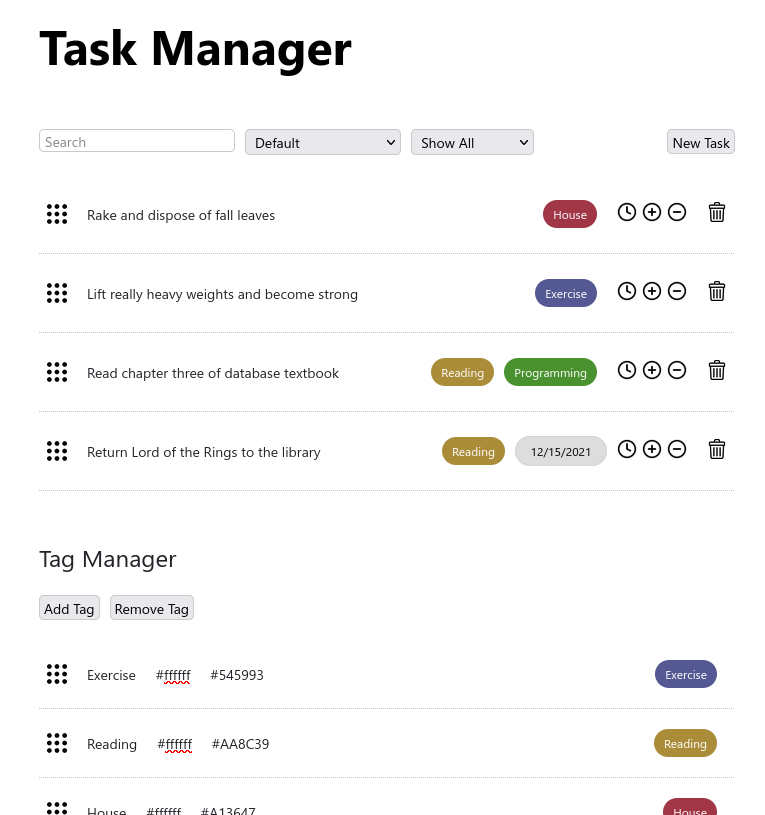 Task Manager
Search Default Show All New Task
Rake and dispose of fall leaves House
Lift really heavy weights and become strong Exercise
Read chapter three of database textbook Reading Programming
Return Lord of the Rings to the library Reading 12/15/2021
Tag Manager
Add Tag Remove Tag
Exercise #ffffff #545993 Exercise
Reading #ffffff #AA8C39 Reading
House #ffffff #A13647 House